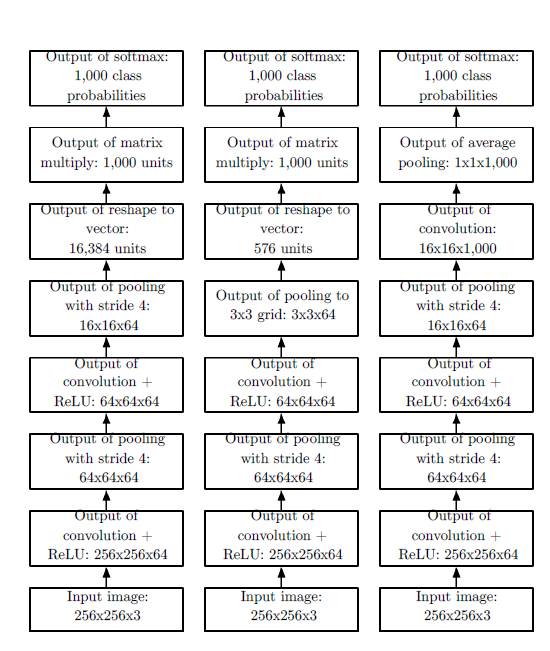 Output of softmax:
1,000 class
probabilities
Output of matrix
multiply: 1,000 units
Output of reshape to
vector:
16,384 units
Output of pooling
with stride 4:
16x16x64
Output of
convolution +
ReLU: 64x64x64
Output of pooling
with stride 4:
64x64x64
Output of
convolution +
ReLU: 256x256x64
Input image:
256x256x3
Output of softmax:
1,000 class
probabilities
Output of matrix
multiply: 1,000 units
Output of reshape to
vector:
576 units
Output of pooling to
3x3 grid: 3x3x64
Output of
convolution +
ReLU: 64x64x64
Output of pooling
with stride 4:
64x64x64
Output of
convolution +
ReLU: 256x256x64
Input image:
256x256x3
Output of softmax:
1,000 class
probabilities
Output of average
pooling: 1x1x1,000
Output of
convolution:
16x16x1,000
Output of pooling
with stride 4:
16x16x64
Output of
convolution +
ReLU: 64x64x64
Output of pooling
with stride 4:
64x64x64
Output of
convolution +
ReLU: 256x256x64
Input image:
256x256x3